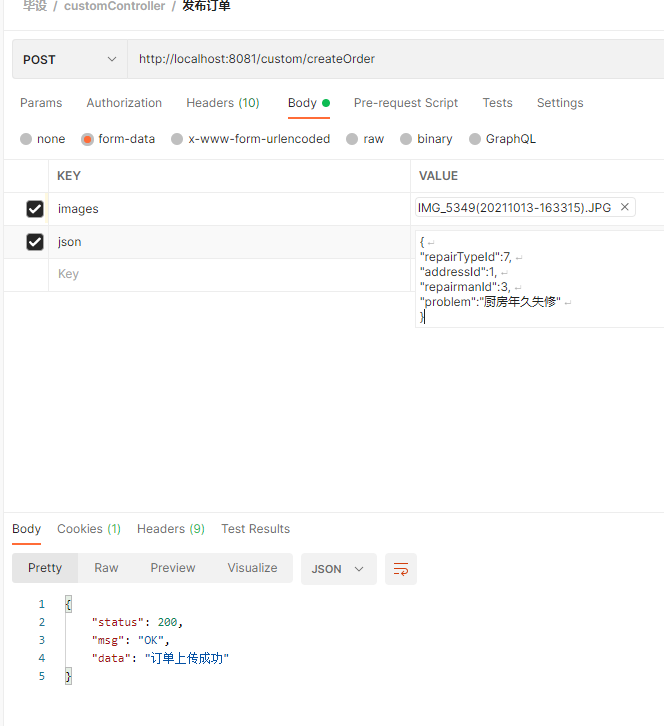 毕设 / customController / 发布订单
POST http://localhost:8081/custom/createOrder
Params Authorization Headers (10) Body Pre-request Script Tests Settings
none form-data x-www-form-urlencoded raw binary GraphQL
KEY VALUE
images IMG_5349(20211013-163315).JPG
json {
"repairTypeId":7,
"addressId":1,
"repairmanId":3,
"problem":"厨房年久失修"
}
Key
Body Cookies (1) Headers (9) Test Results
Pretty Raw Preview Visualize JSON
1 {
2 "status": 200,
3 "msg": "OK",
4 "data": "订单上传成功"
5 }